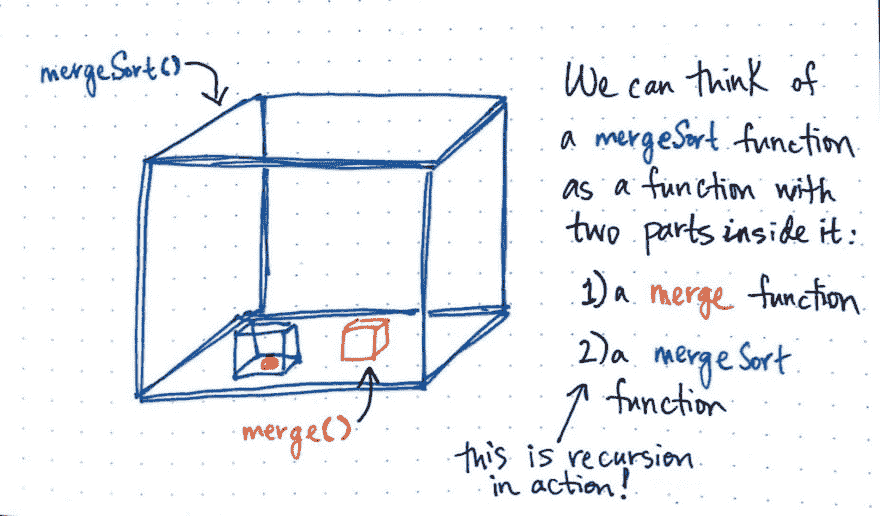 mergeSort()
We can think of
a mergeSort function
as a function with
two parts inside it:
1) a merge function
2) a mergeSort
function
merge()
this is recursion
in action!